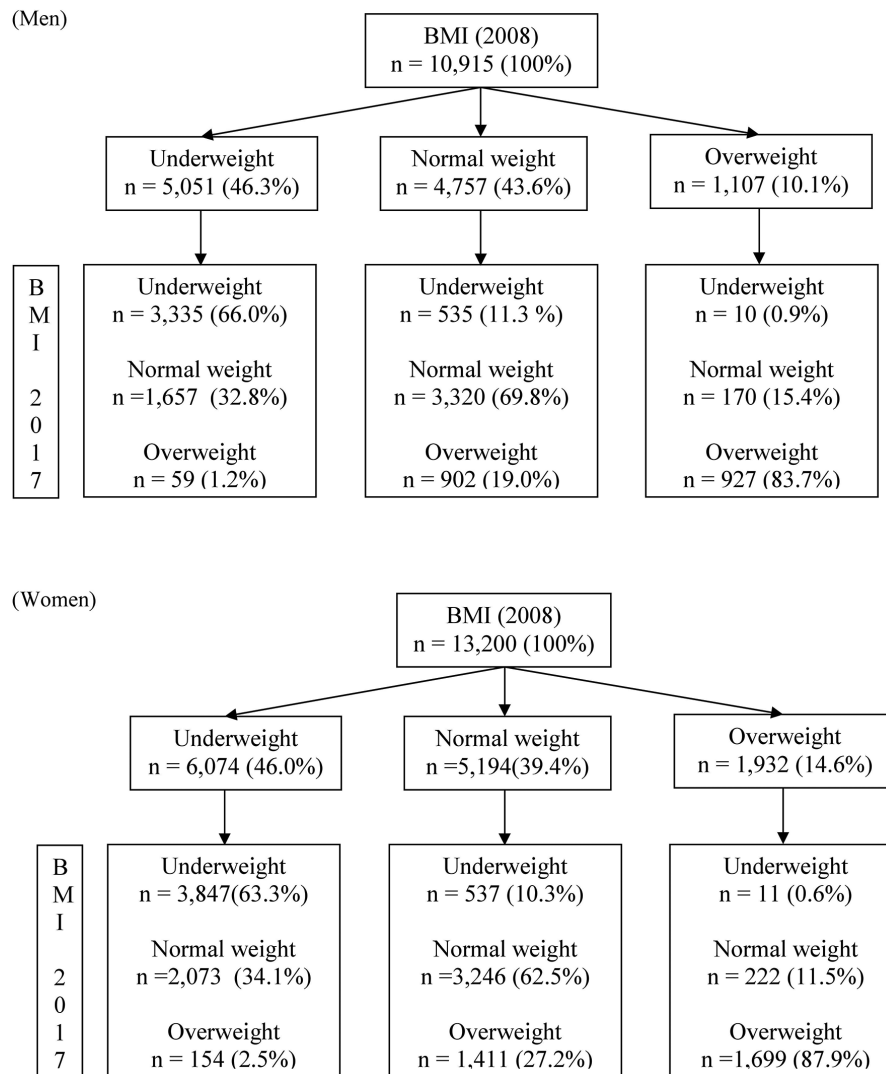 (Men)
BMI (2008)
n = 10,915 (100%)
Underweight
n = 5,051 (46.3%)
Normal weight
n = 4,757 (43.6%)
Overweight
n = 1,107 (10.1%)
B
M
I
2
0
1
7
Underweight
n = 3,335 (66.0%)
Normal weight
n =1,657 (32.8%)
Overweight
n = 59 (1.2%)
Underweight
n = 535 (11.3 %)
Normal weight
n = 3,320 (69.8%)
Overweight
n = 902 (19.0%)
Underweight
n = 10 (0.9%)
Normal weight
n = 170 (15.4%)
Overweight
n = 927 (83.7%)
(Women)
BMI (2008)
n = 13,200 (100%)
Underweight
n = 6,074 (46.0%)
Normal weight
n =5,194(39.4%)
Overweight
n = 1,932 (14.6%)
B
M
I
2
0
1
7
Underweight
n = 3,847(63.3%)
Normal weight
n =2,073 (34.1%)
Overweight
n = 154 (2.5%)
Underweight
n = 537 (10.3%)
Normal weight
n =3,246 (62.5%)
Overweight
n = 1,411 (27.2%)
Underweight
n = 11 (0.6%)
Normal weight
n = 222 (11.5%)
Overweight
n =1,699 (87.9%)